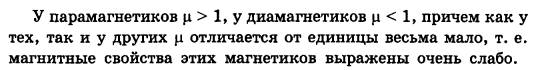 У парамагнетиков μ > 1, у диамагнетиков μ < 1, причем как у
тех, так и у других μ отличается от единицы весьма мало, т. е.
магнитные свойства этих магнетиков выражены очень слабо.